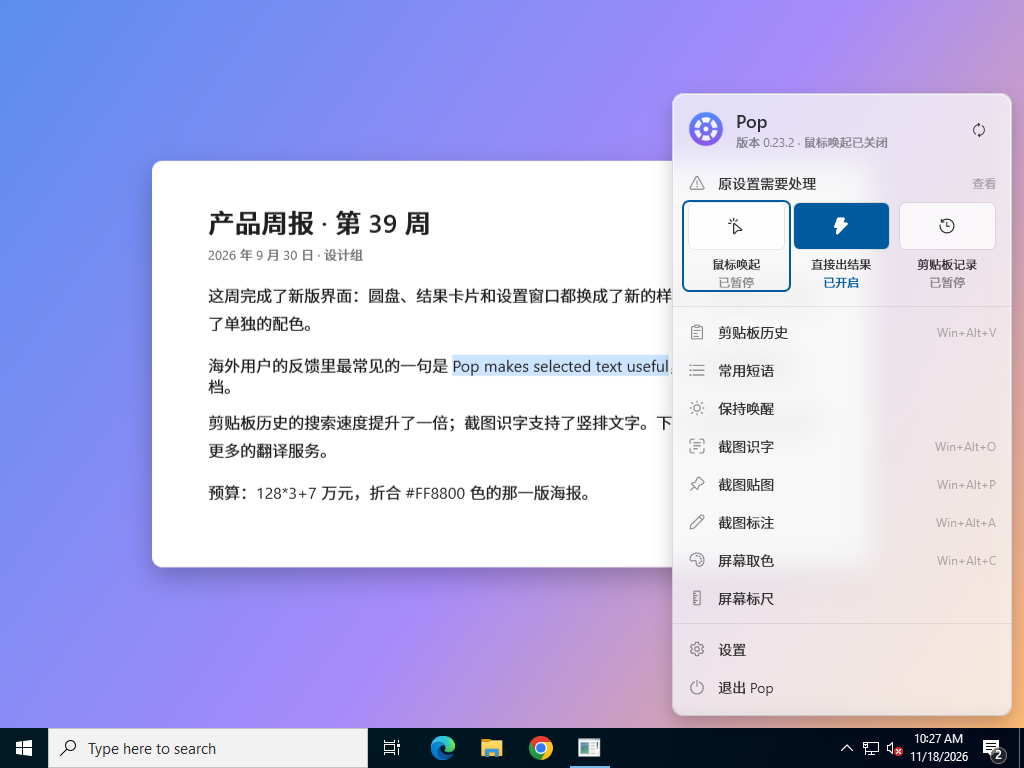 产品周报 · 第 39 周
2026 年 9 月 30 日 · 设计组
这周完成了新版界面：圆盘、结果卡片和设置窗口都换成了新的样
了单独的配色。
海外用户的反馈里最常见的一句是 Pop makes selected text useful
档。
剪贴板历史的搜索速度提升了一倍；截图识字支持了竖排文字。下
更多的翻译服务。
预算：128*3+7 万元，折合 #FF8800 色的那一版海报。
Pop
版本 0.23.2 · 鼠标唤起已关闭
原设置需要处理 查看
鼠标唤起 直接出结果 剪贴板记录
已暂停 已开启 已暂停
剪贴板历史 Win+Alt+V
常用短语
保持唤醒
截图识字 Win+Alt+O
截图贴图 Win+Alt+P
截图标注 Win+Alt+A
屏幕取色 Win+Alt+C
屏幕标尺
设置
退出 Pop
Type here to search
10:27 AM
11/18/2026
2